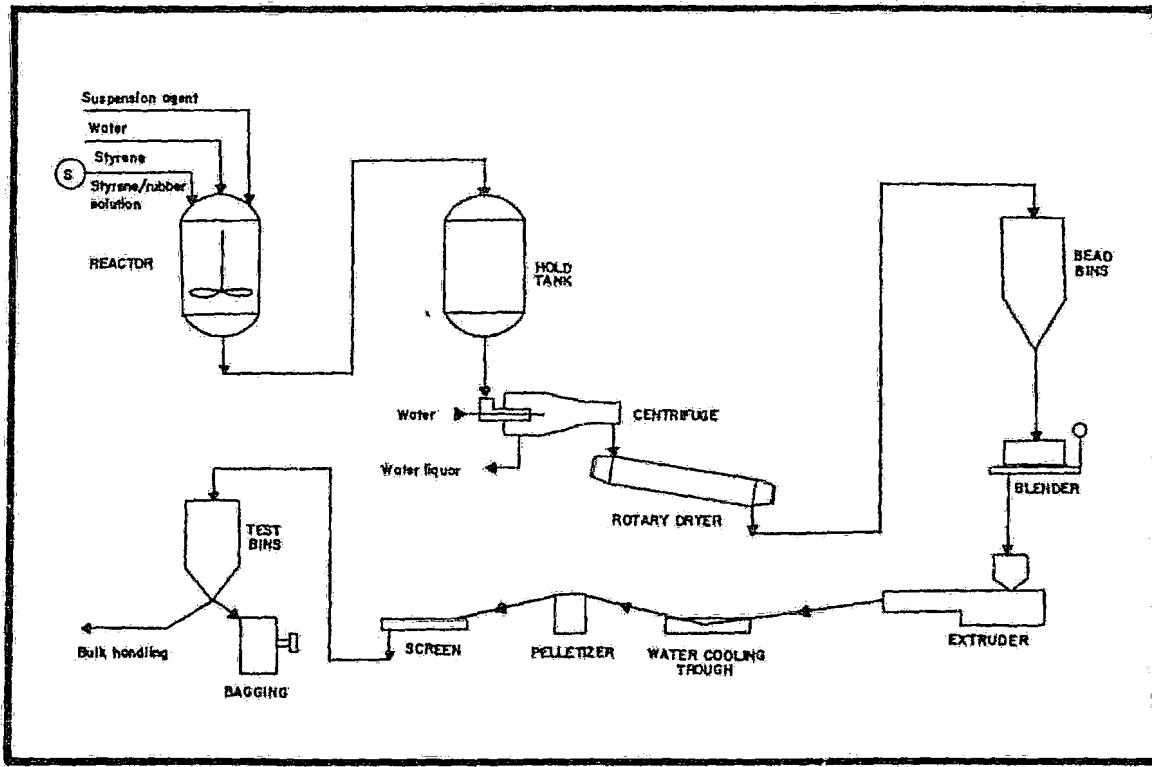 Suspension agent
Water
Styrene
S
Styrene/rubber
solution
REACTOR
HOLD
TANK
BEAD
BINS
Water
CENTRIFUGE
Water liquor
BLENDER
ROTARY DRYER
TEST
BINS
EXTRUDER
SCREEN
PELLETIZER
WATER COOLING
TROUGH
Bulk handling
BAGGING